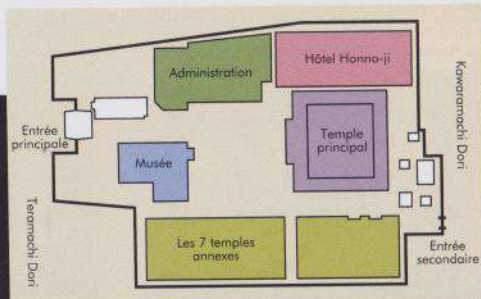 Hôtel Honno-ji
Administration
Kawaramachi Dori
Entrée
principale
Temple
principal
Musée
Teramachi Dori
Les 7 temples
annexes
Entrée
secondaire